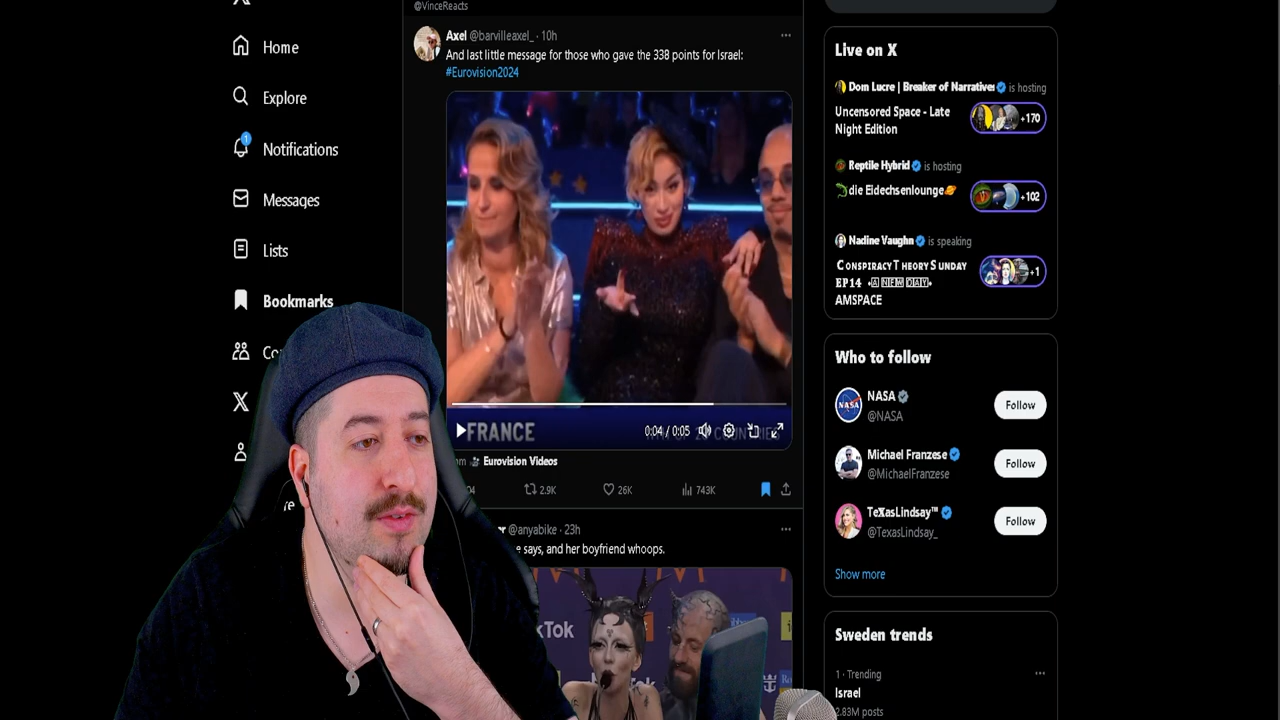 Home
Explore
1
Notifications
Messages
Lists
Bookmarks
@VinceReacts
Axel @barvilleaxel_ · 10h
And last little message for those who gave the 338 points for Israel:
#Eurovision2024
FRANCE
0:04 / 0:05
Eurovision Videos
2.9K
26K
743K
@anyabike · 23h
says, and her boyfriend whoops.
kTok
Live on X
Dom Lucre | Breaker of Narratives is hosting
Uncensored Space - Late
Night Edition
+170
Reptile Hybrid is hosting
die Eidechsenlounge
+102
Nadine Vaughn is speaking
CONSPIRACY THEORY SUNDAY
EP14 A NEW DAY
AMSPACE
+1
Who to follow
NASA
@NASA
Follow
Michael Franzese
@MichaelFranzese
Follow
TeXasLindsay™
@TexasLindsay_
Follow
Show more
Sweden trends
1 · Trending
Israel
2.83M posts